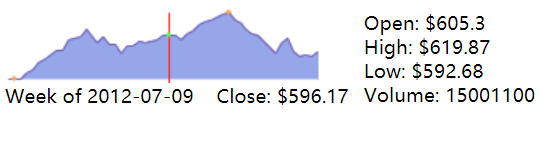 Open: $605.3
High: $619.87
Low: $592.68
Week of 2012-07-09 Close: $596.17 Volume: 15001100